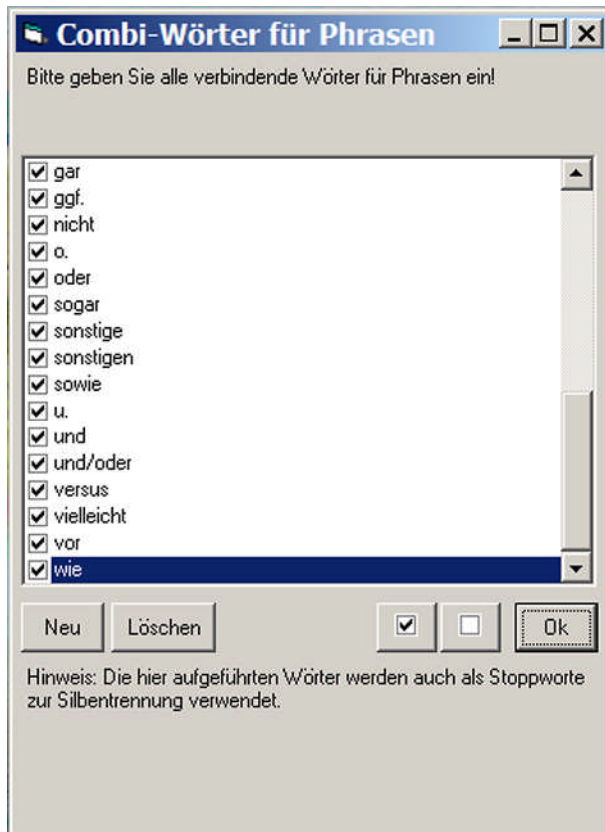 Combi-Wörter für Phrasen
Bitte geben Sie alle verbindende Wörter für Phrasen ein!
gar
ggf.
nicht
o.
oder
sogar
sonstige
sonstigen
sowie
u.
und
und/oder
versus
vielleicht
vor
wie
Neu Löschen Ok
Hinweis: Die hier aufgeführten Wörter werden auch als Stoppworte
zur Silbentrennung verwendet.